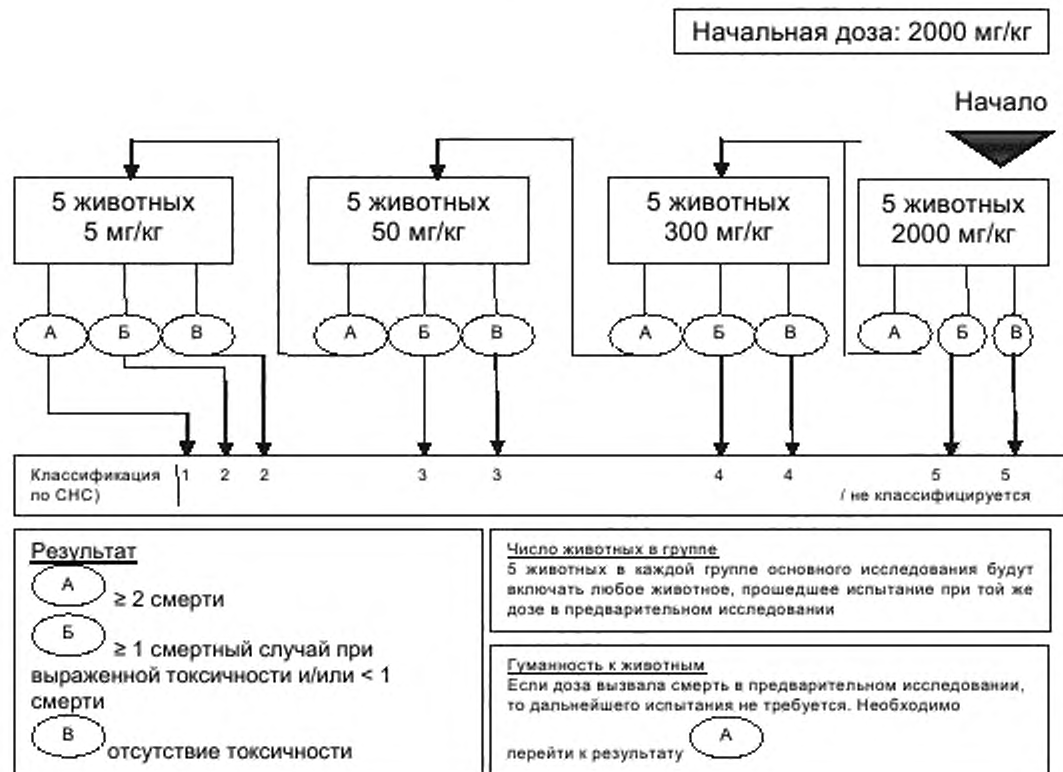 Начальная доза: 2000 мг/кг
Начало
5 животных
5 мг/кг
5 животных
50 мг/кг
5 животных
300 мг/кг
5 животных
2000 мг/кг
А Б В А Б В А Б В А Б В
Классификация 1 2 2 3 3 4 4 5 5
по СНС) / не классифицируется
Результат
А ≥ 2 смерти
Б ≥ 1 смертный случай при
выраженной токсичности и/или < 1
смерти
В отсутствие токсичности
Число животных в группе
5 животных в каждой группе основного исследования будут
включать любое животное, прошедшее испытание при той же
дозе в предварительном исследовании
Гуманность к животным
Если доза вызвала смерть в предварительном исследовании,
то дальнейшего испытания не требуется. Необходимо
перейти к результату А